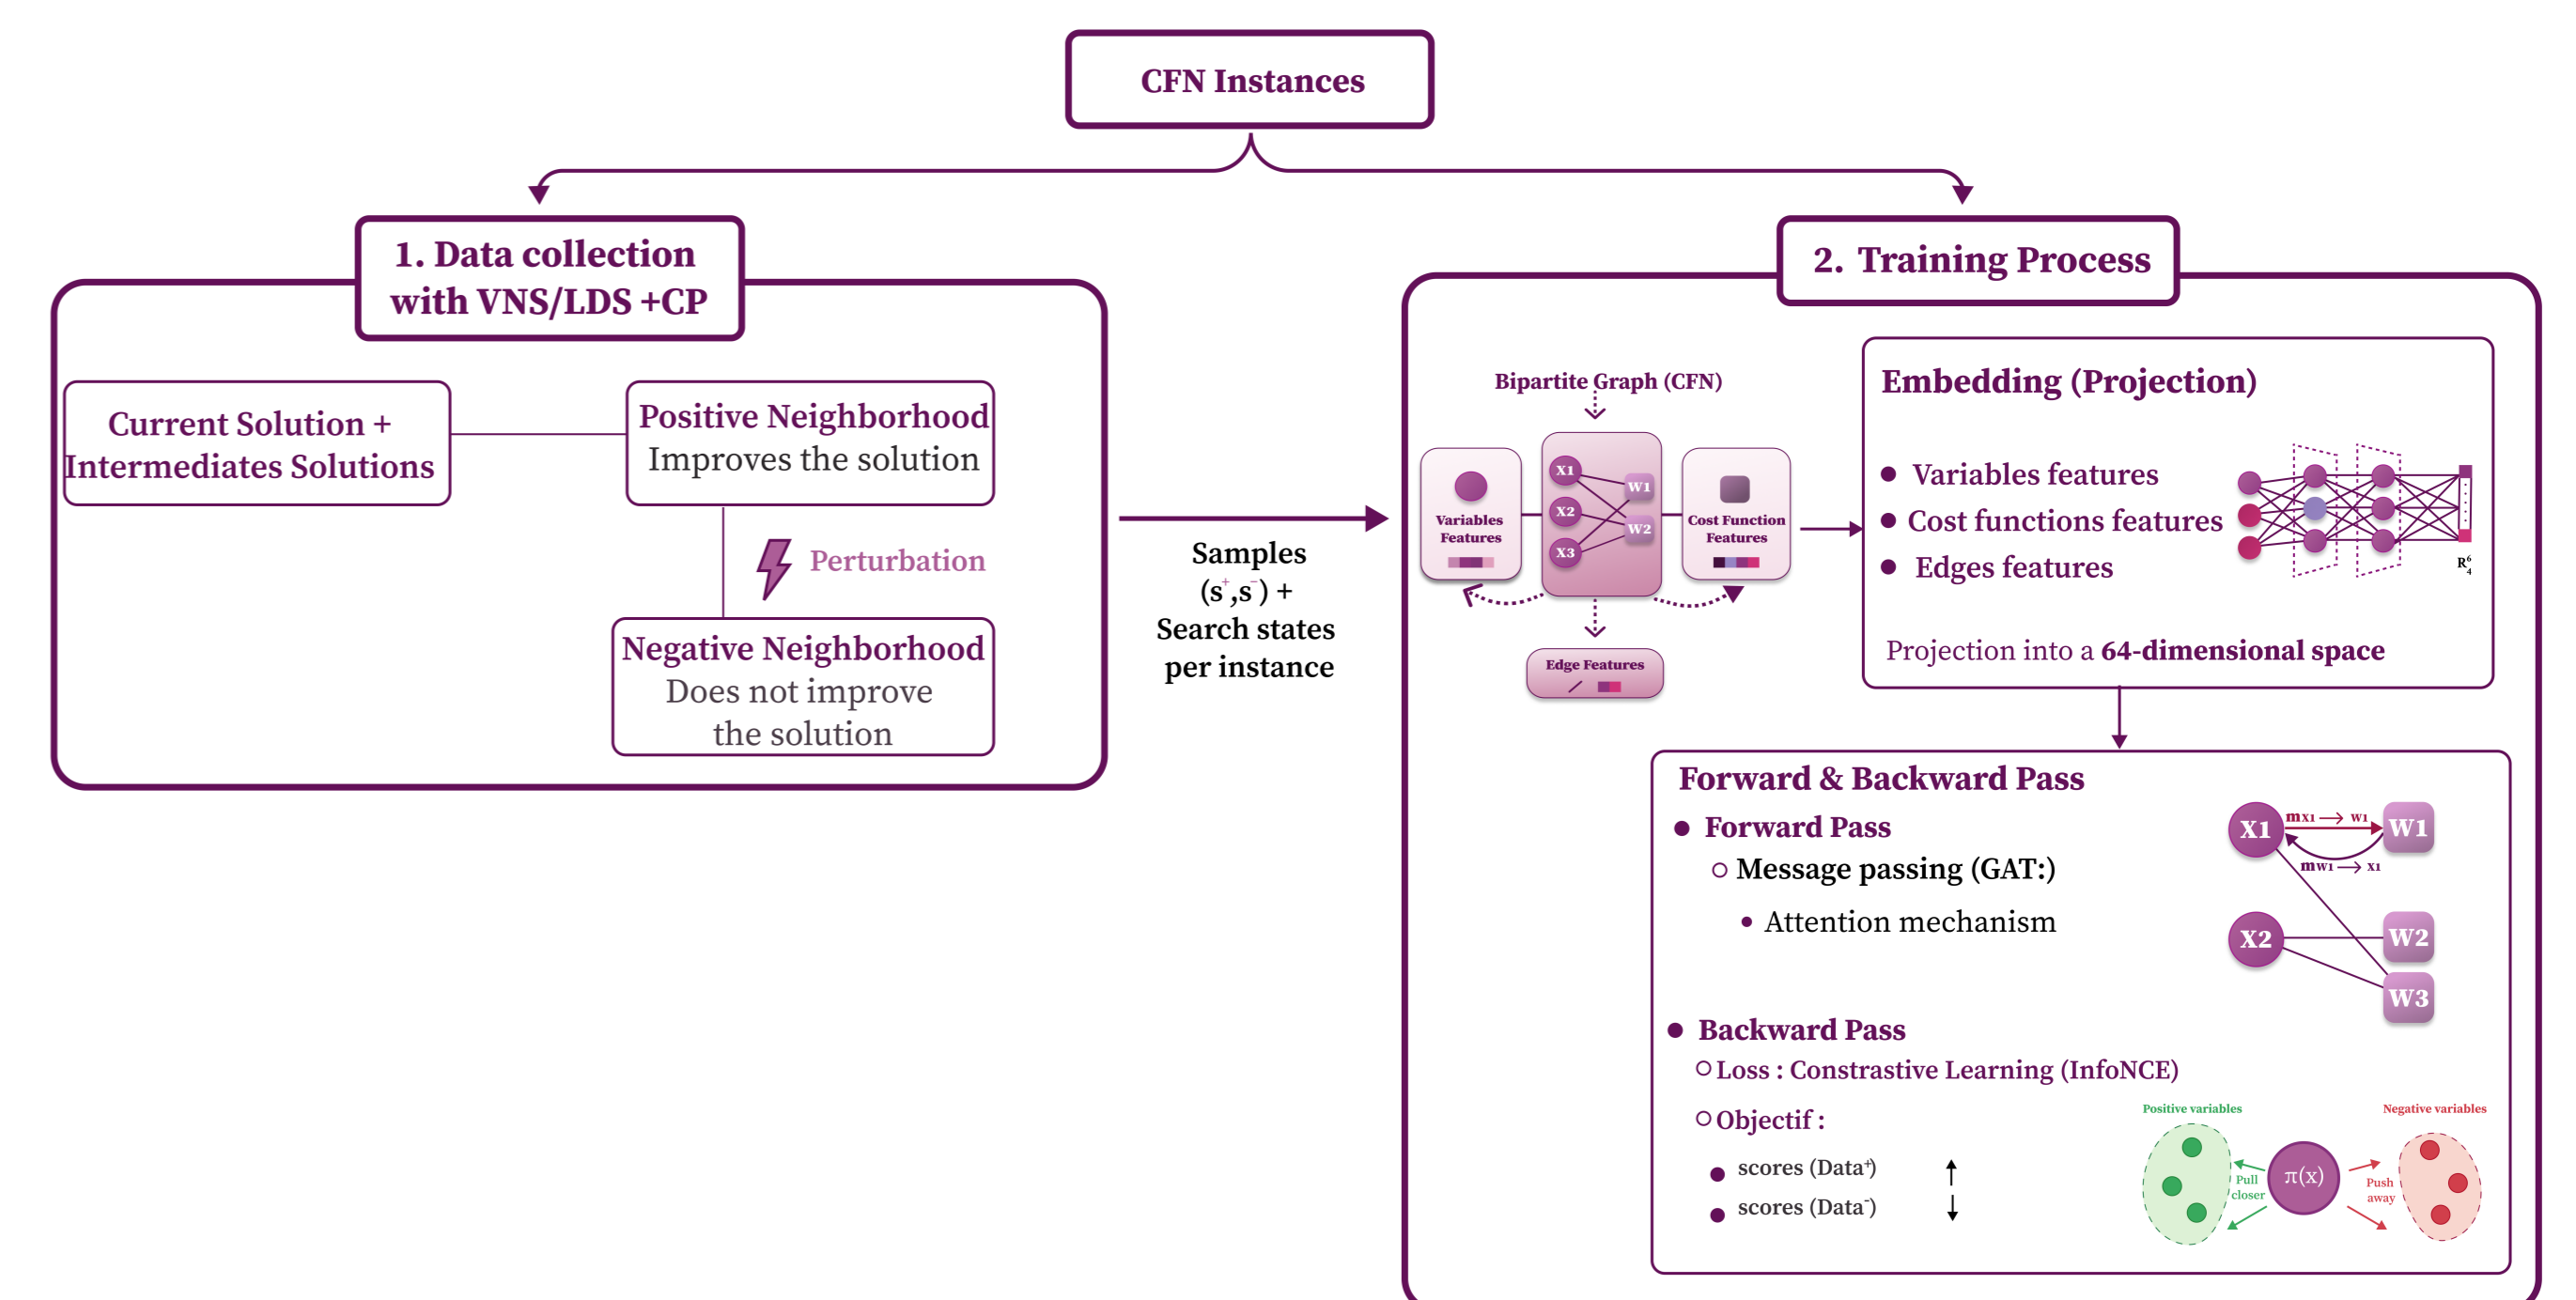 CFN Instances
1. Data collection
with VNS/LDS +CP
Current Solution +
Intermediates Solutions
Positive Neighborhood
Improves the solution
Perturbation
Negative Neighborhood
Does not improve
the solution
Samples
(s⁺,s⁻) +
Search states
per instance
2. Training Process
Bipartite Graph (CFN)
Variables
Features
X1
X2
X3
W1
W2
Cost Function
Features
Edge Features
Embedding (Projection)
Variables features
Cost functions features
Edges features
R⁶₄
Projection into a 64-dimensional space
Forward & Backward Pass
Forward Pass
Message passing (GAT:)
Attention mechanism
X1
mx1 → w1
W1
mw1 → x1
X2
W2
W3
Backward Pass
Loss : Constrastive Learning (InfoNCE)
Objectif :
scores (Data⁺) ↑
scores (Data⁻) ↓
Positive variables
Negative variables
Pull
closer
π(x)
Push
away